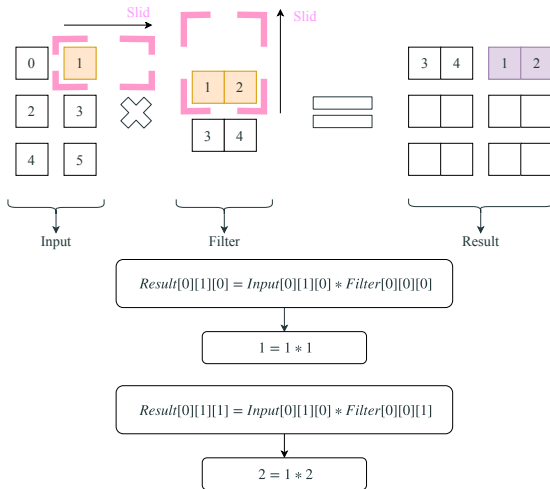 Slid
Slid
0 1
1 2
3 4 1 2
2 3
3 4
4 5
Input
Filter
Result
Result[0][1][0] = Input[0][1][0] * Filter[0][0][0]
1 = 1 * 1
Result[0][1][1] = Input[0][1][0] * Filter[0][0][1]
2 = 1 * 2